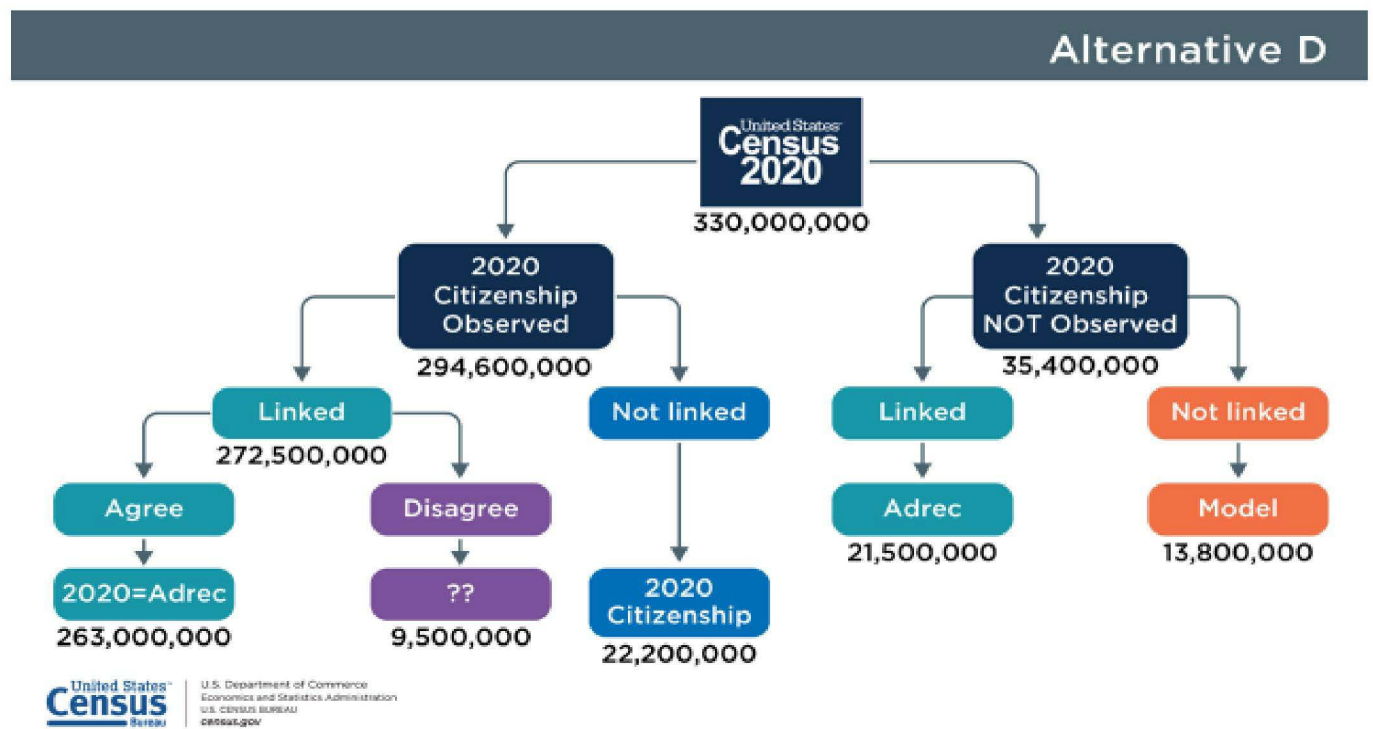 Alternative D
United States™
Census
2020
330,000,000
2020
Citizenship
Observed
294,600,000
2020
Citizenship
NOT Observed
35,400,000
Linked
272,500,000
Not linked
Linked
Not linked
Agree
Disagree
Adrec
21,500,000
Model
13,800,000
2020=Adrec
263,000,000
??
9,500,000
2020
Citizenship
22,200,000
United States™
Census
Bureau
U.S. Department of Commerce
Economics and Statistics Administration
U.S. CENSUS BUREAU
census.gov